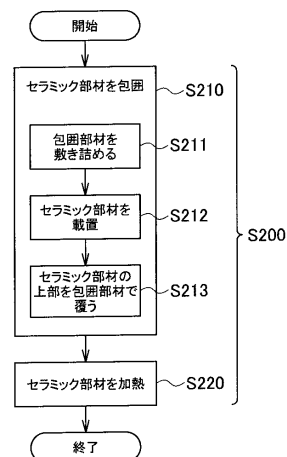 開始
セラミック部材を包囲
S210
包囲部材を
敷き詰める
S211
セラミック部材を
載置
S212
S200
セラミック部材の
上部を包囲部材で
覆う
S213
セラミック部材を加熱
S220
終了